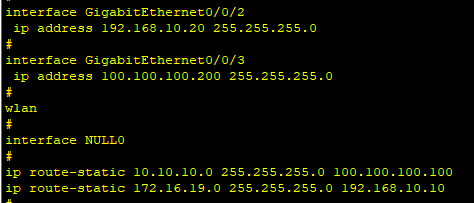 interface GigabitEthernet0/0/2
 ip address 192.168.10.20 255.255.255.0
#
interface GigabitEthernet0/0/3
 ip address 100.100.100.200 255.255.255.0
#
wlan
#
interface NULL0
#
ip route-static 10.10.10.0 255.255.255.0 100.100.100.100
ip route-static 172.16.19.0 255.255.255.0 192.168.10.10
#